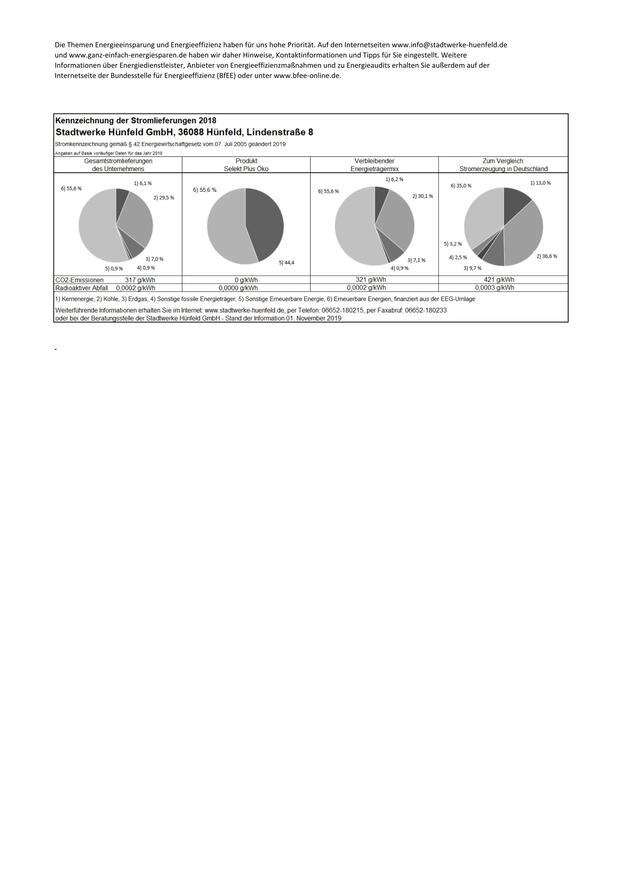 Die Themen Energieeinsparung und Energieeffizienz haben für uns hohe Priorität. Auf den Internetseiten www.info@stadtwerke-huenfeld.de
und www.ganz-einfach-energiesparen.de haben wir daher Hinweise, Kontaktinformationen und Tipps für Sie eingestellt. Weitere
Informationen über Energiedienstleister, Anbieter von Energieeffizienzmaßnahmen und zu Energieaudits erhalten Sie außerdem auf der
Internetseite der Bundesstelle für Energieeffizienz (BfEE) oder unter www.bfee-online.de.
Kennzeichnung der Stromlieferungen 2018
Stadtwerke Hünfeld GmbH, 36088 Hünfeld, Lindenstraße 8
Stromkennzeichnung gemäß § 42 Energiewirtschaftgesetz vom 07. Juli 2005 geändert 2019
Angaben auf Basis vorläufiger Daten für das Jahr 2018
Gesamtstromlieferungen
des Unternehmens
6) 55,6 %
1) 6,1 %
2) 29,5 %
3) 7,0 %
4) 0,9 %
5) 0,9 %
Produkt
Selekt Plus Öko
6) 55,6 %
5) 44,4
Verbleibender
Energieträgermix
6) 55,6 %
1) 6,2 %
2) 30,1 %
3) 7,1 %
4) 0,9 %
Zum Vergleich:
Stromerzeugung in Deutschland
6) 35,0 %
1) 13,0 %
2) 36,6 %
3) 9,7 %
4) 2,5 %
5) 3,2 %
CO2-Emissionen 317 g/kWh 0 g/kWh 321 g/kWh 421 g/kWh
Radioaktiver Abfall 0,0002 g/kWh 0,0000 g/kWh 0,0002 g/kWh 0,0003 g/kWh
1) Kernenergie, 2) Kohle, 3) Erdgas, 4) Sonstige fossile Energieträger, 5) Sonstige Erneuerbare Energie, 6) Erneuerbare Energien, finanziert aus der EEG-Umlage
Weiterführende Informationen erhalten Sie im Internet: www.stadtwerke-huenfeld.de, per Telefon: 06652-180215, per Faxabruf: 06652-180233
oder bei der Beratungsstelle der Stadtwerke Hünfeld GmbH - Stand der Information 01. November 2019
-